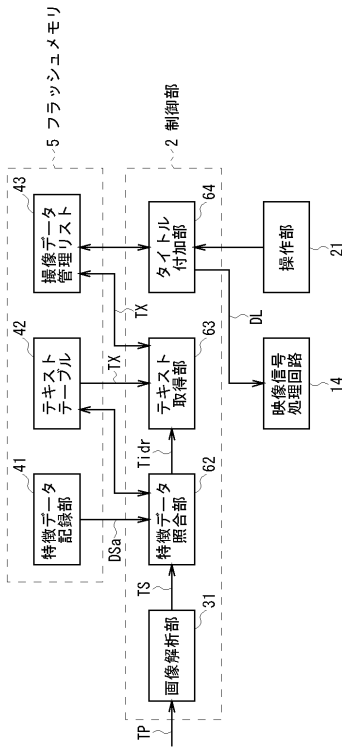 5 フラッシュメモリ
41
42
43
特徴データ
記録部
テキスト
テーブル
撮像データ
管理リスト
DSa
TX
TX
2 制御部
TP
画像解析部
31
TS
特徴データ
照合部
62
Tidr
テキスト
取得部
63
タイトル
付加部
64
DL
映像信号
処理回路
14
操作部
21